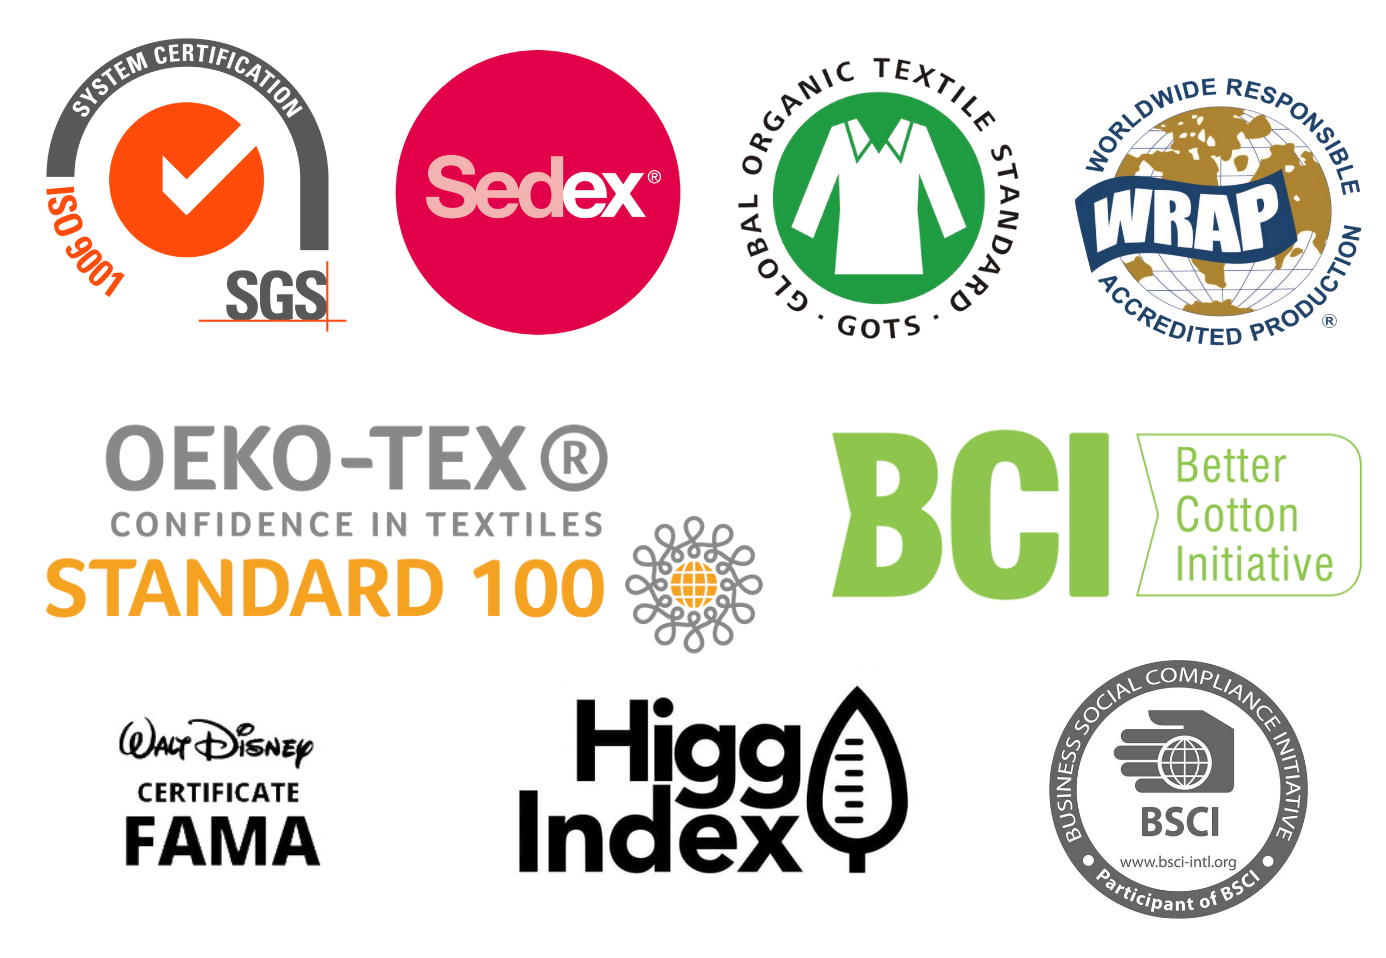 SYSTEM CERTIFICATION
ISO 9001
SGS
Sedex®
GLOBAL ORGANIC TEXTILE STANDARD · GOTS ·
WORLDWIDE RESPONSIBLE
WRAP
ACCREDITED PRODUCTION
®
OEKO-TEX®
CONFIDENCE IN TEXTILES
STANDARD 100
BCI
Better
Cotton
Initiative
WALT DISNEY
CERTIFICATE
FAMA
Higg
Index
BUSINESS SOCIAL COMPLIANCE INITIATIVE
BSCI
www.bsci-intl.org
• Participant of BSCI •